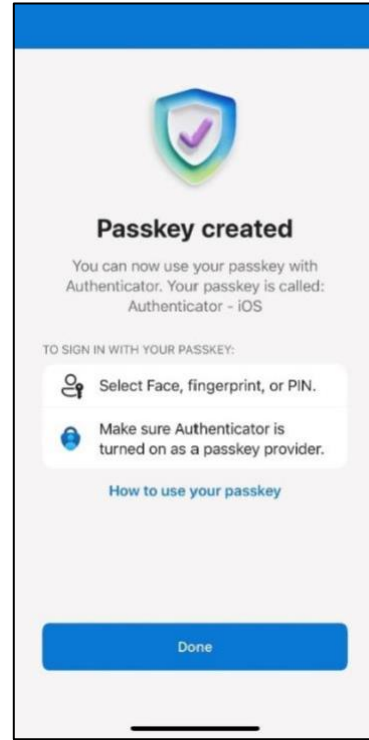 Passkey created
You can now use your passkey with
Authenticator. Your passkey is called:
Authenticator - iOS
TO SIGN IN WITH YOUR PASSKEY:
Select Face, fingerprint, or PIN.
Make sure Authenticator is
turned on as a passkey provider.
How to use your passkey
Done